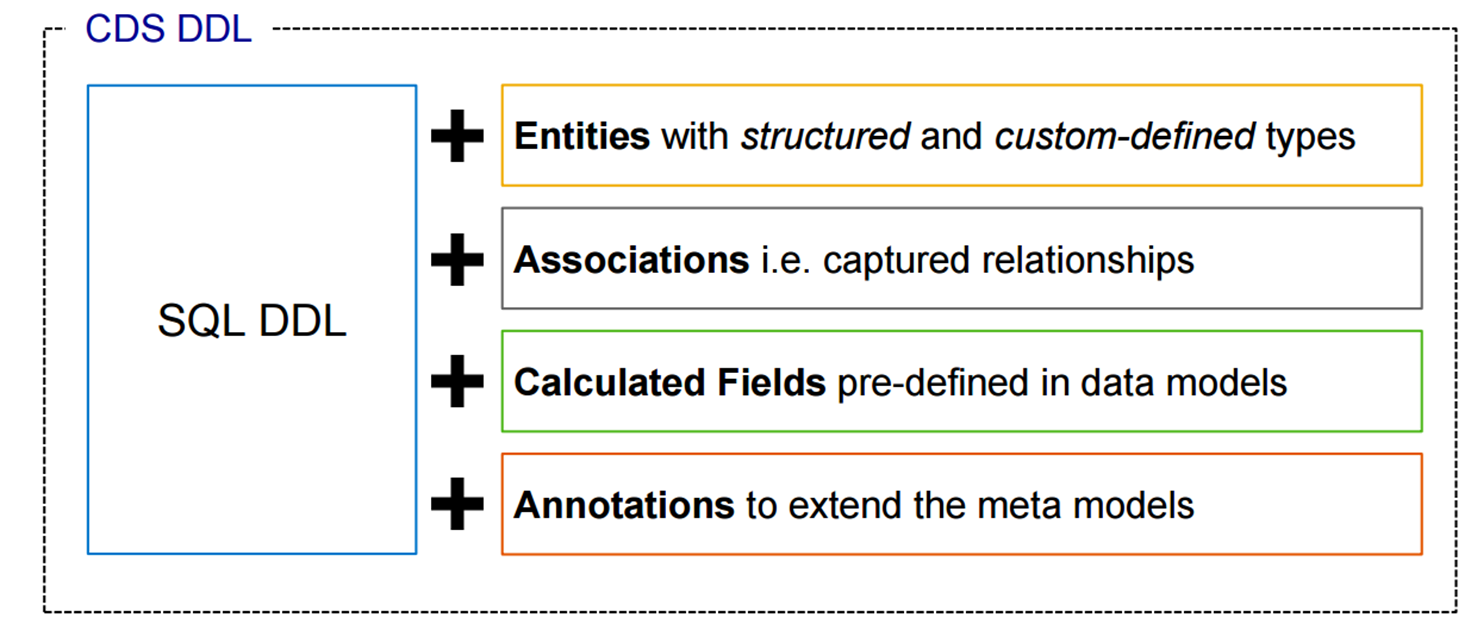 CDS DDL
SQL DDL
Entities with structured and custom-defined types
Associations i.e. captured relationships
Calculated Fields pre-defined in data models
Annotations to extend the meta models